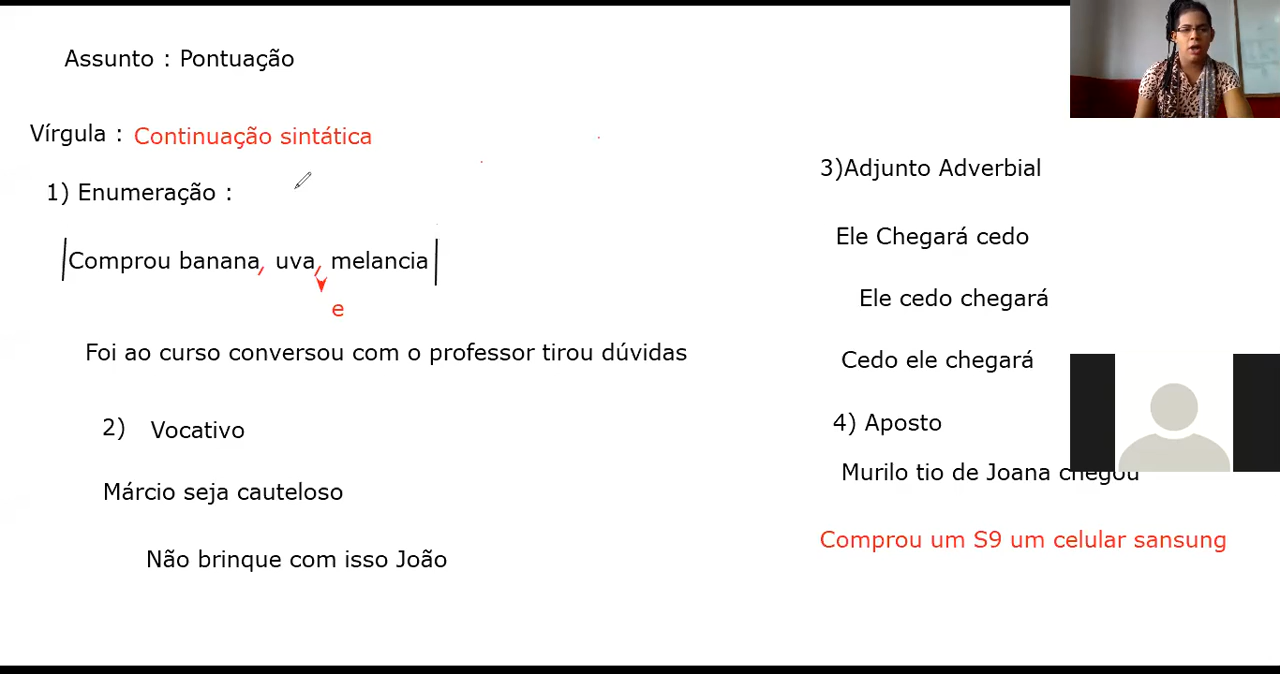 Assunto : Pontuação
Vírgula : Continuação sintática
1) Enumeração :
Comprou banana, uva, melancia
e
Foi ao curso conversou com o professor tirou dúvidas
2) Vocativo
Márcio seja cauteloso
Não brinque com isso João
3)Adjunto Adverbial
Ele Chegará cedo
Ele cedo chegará
Cedo ele chegará
4) Aposto
Murilo tio de Joana chegou
Comprou um S9 um celular sansung